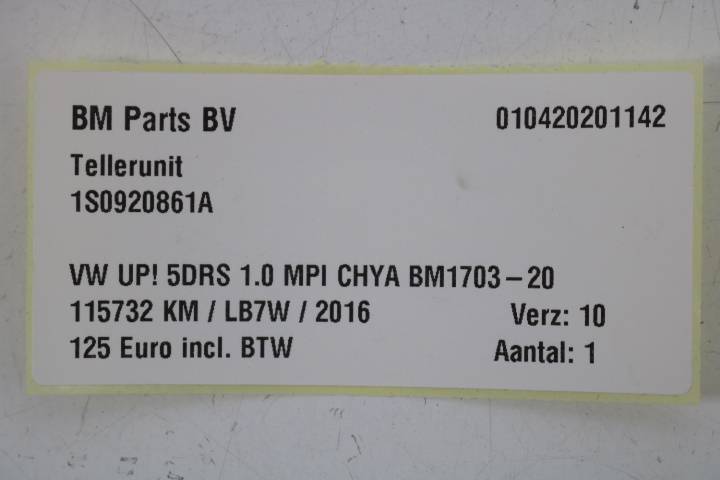 BM Parts BV 010420201142
Tellerunit
1S0920861A
VW UP! 5DRS 1.0 MPI CHYA BM1703-20
115732 KM / LB7W / 2016 Verz: 10
125 Euro incl. BTW Aantal: 1